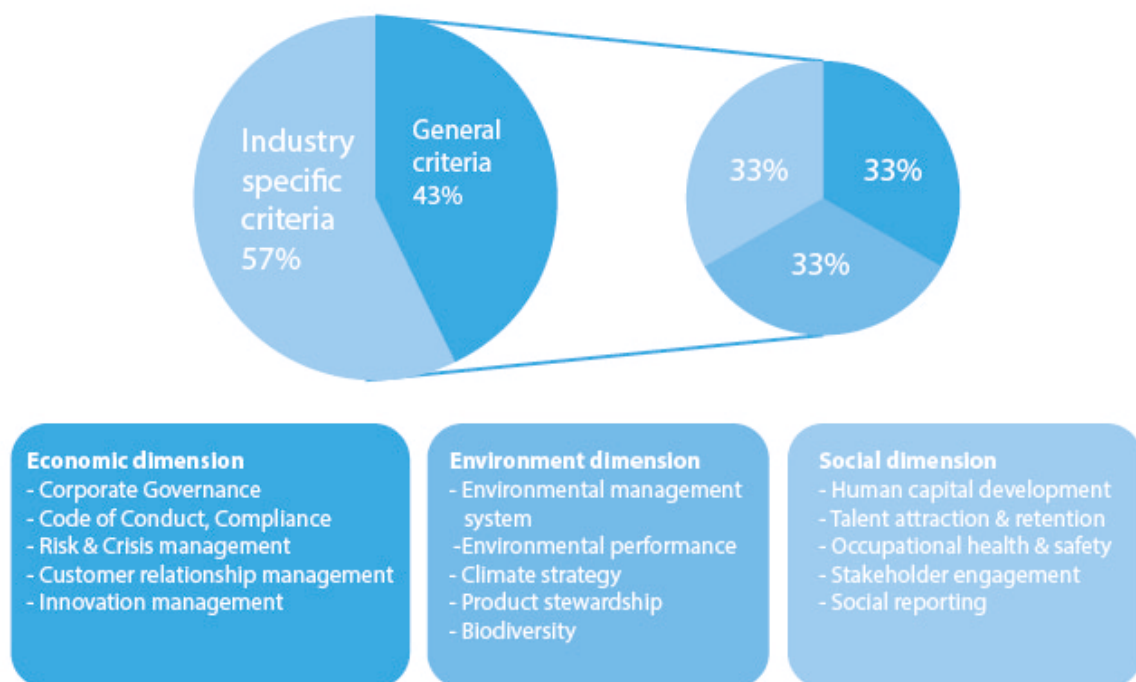 Industry
specific
criteria
57%
General
criteria
43%
33%
33%
33%
Economic dimension
- Corporate Governance
- Code of Conduct, Compliance
- Risk & Crisis management
- Customer relationship management
- Innovation management
Environment dimension
- Environmental management
system
-Environmental performance
- Climate strategy
- Product stewardship
- Biodiversity
Social dimension
- Human capital development
- Talent attraction & retention
- Occupational health & safety
- Stakeholder engagement
- Social reporting